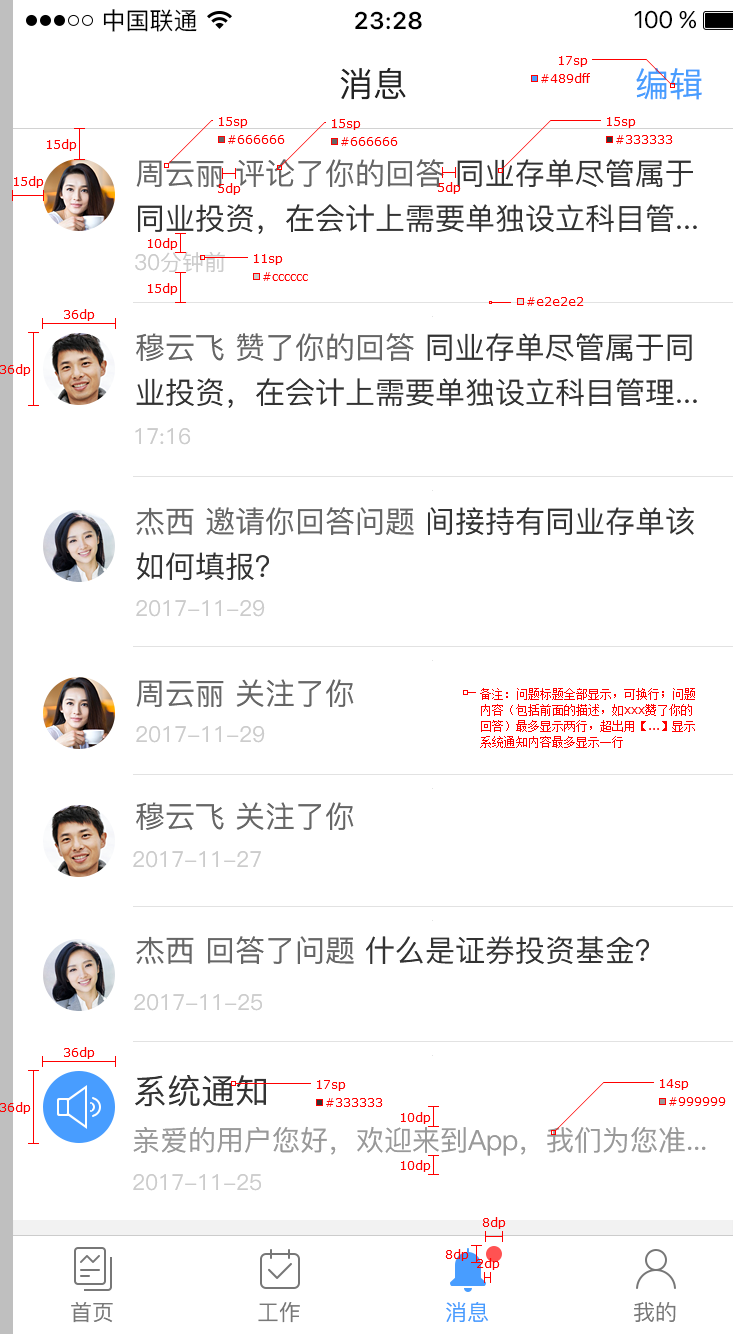 中国联通 23:28 100 %
消息 编辑
17sp
#489dff
15sp
#666666
15sp
#666666
15sp
#333333
15dp
15dp
周云丽 评论了你的回答 同业存单尽管属于
5dp
5dp
同业投资，在会计上需要单独设立科目管...
10dp
30分钟前
11sp
#cccccc
15dp
#e2e2e2
36dp
36dp
穆云飞 赞了你的回答 同业存单尽管属于同
业投资，在会计上需要单独设立科目管理...
17:16
杰西 邀请你回答问题 间接持有同业存单该
如何填报?
2017-11-29
周云丽 关注了你
2017-11-29
备注：问题标题全部显示，可换行；问题
内容（包括前面的描述，如xxx赞了你的
回答）最多显示两行，超出用【...】显示
系统通知内容最多显示一行
穆云飞 关注了你
2017-11-27
杰西 回答了问题 什么是证券投资基金?
2017-11-25
36dp
36dp
系统通知
17sp
#333333
14sp
#999999
10dp
亲爱的用户您好，欢迎来到App，我们为您准...
10dp
2017-11-25
8dp
8dp
2dp
首页 工作 消息 我的